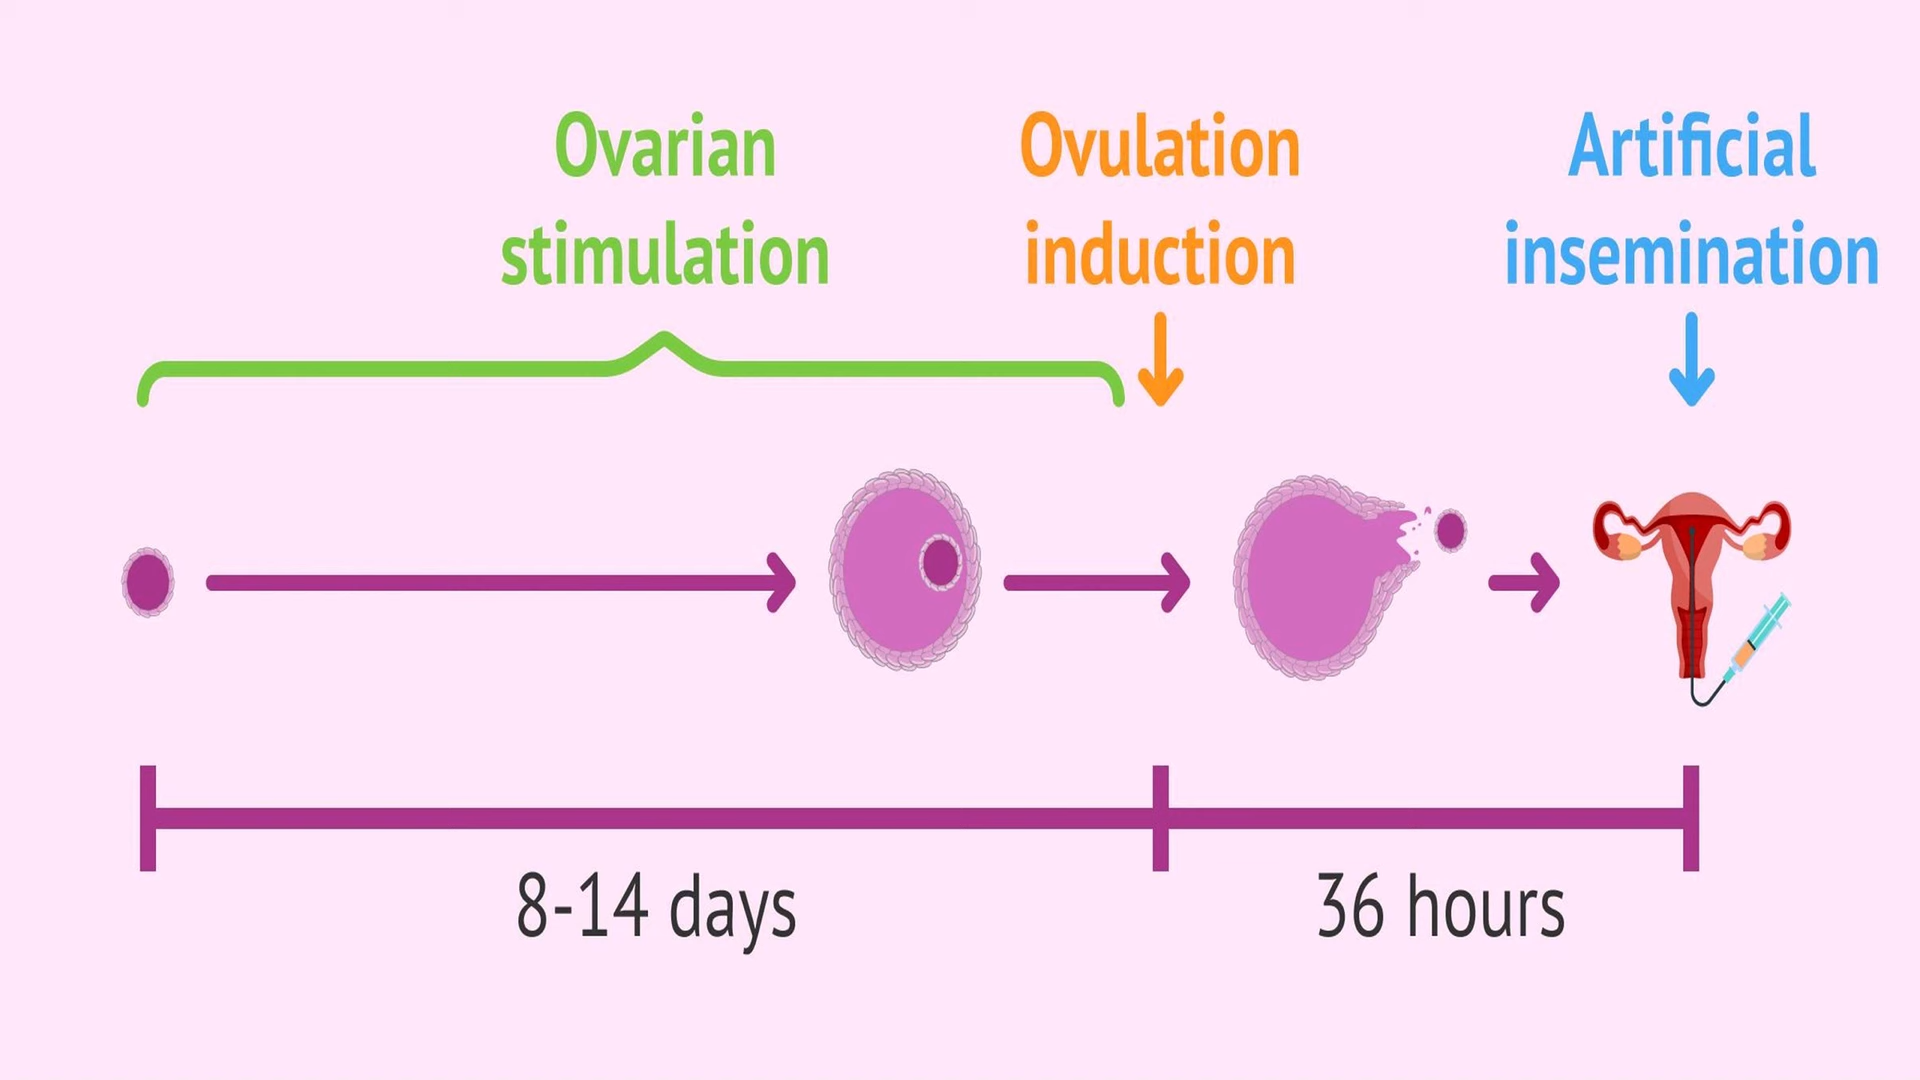 Ovarian
stimulation
Ovulation
induction
Artificial
insemination
8-14 days
36 hours